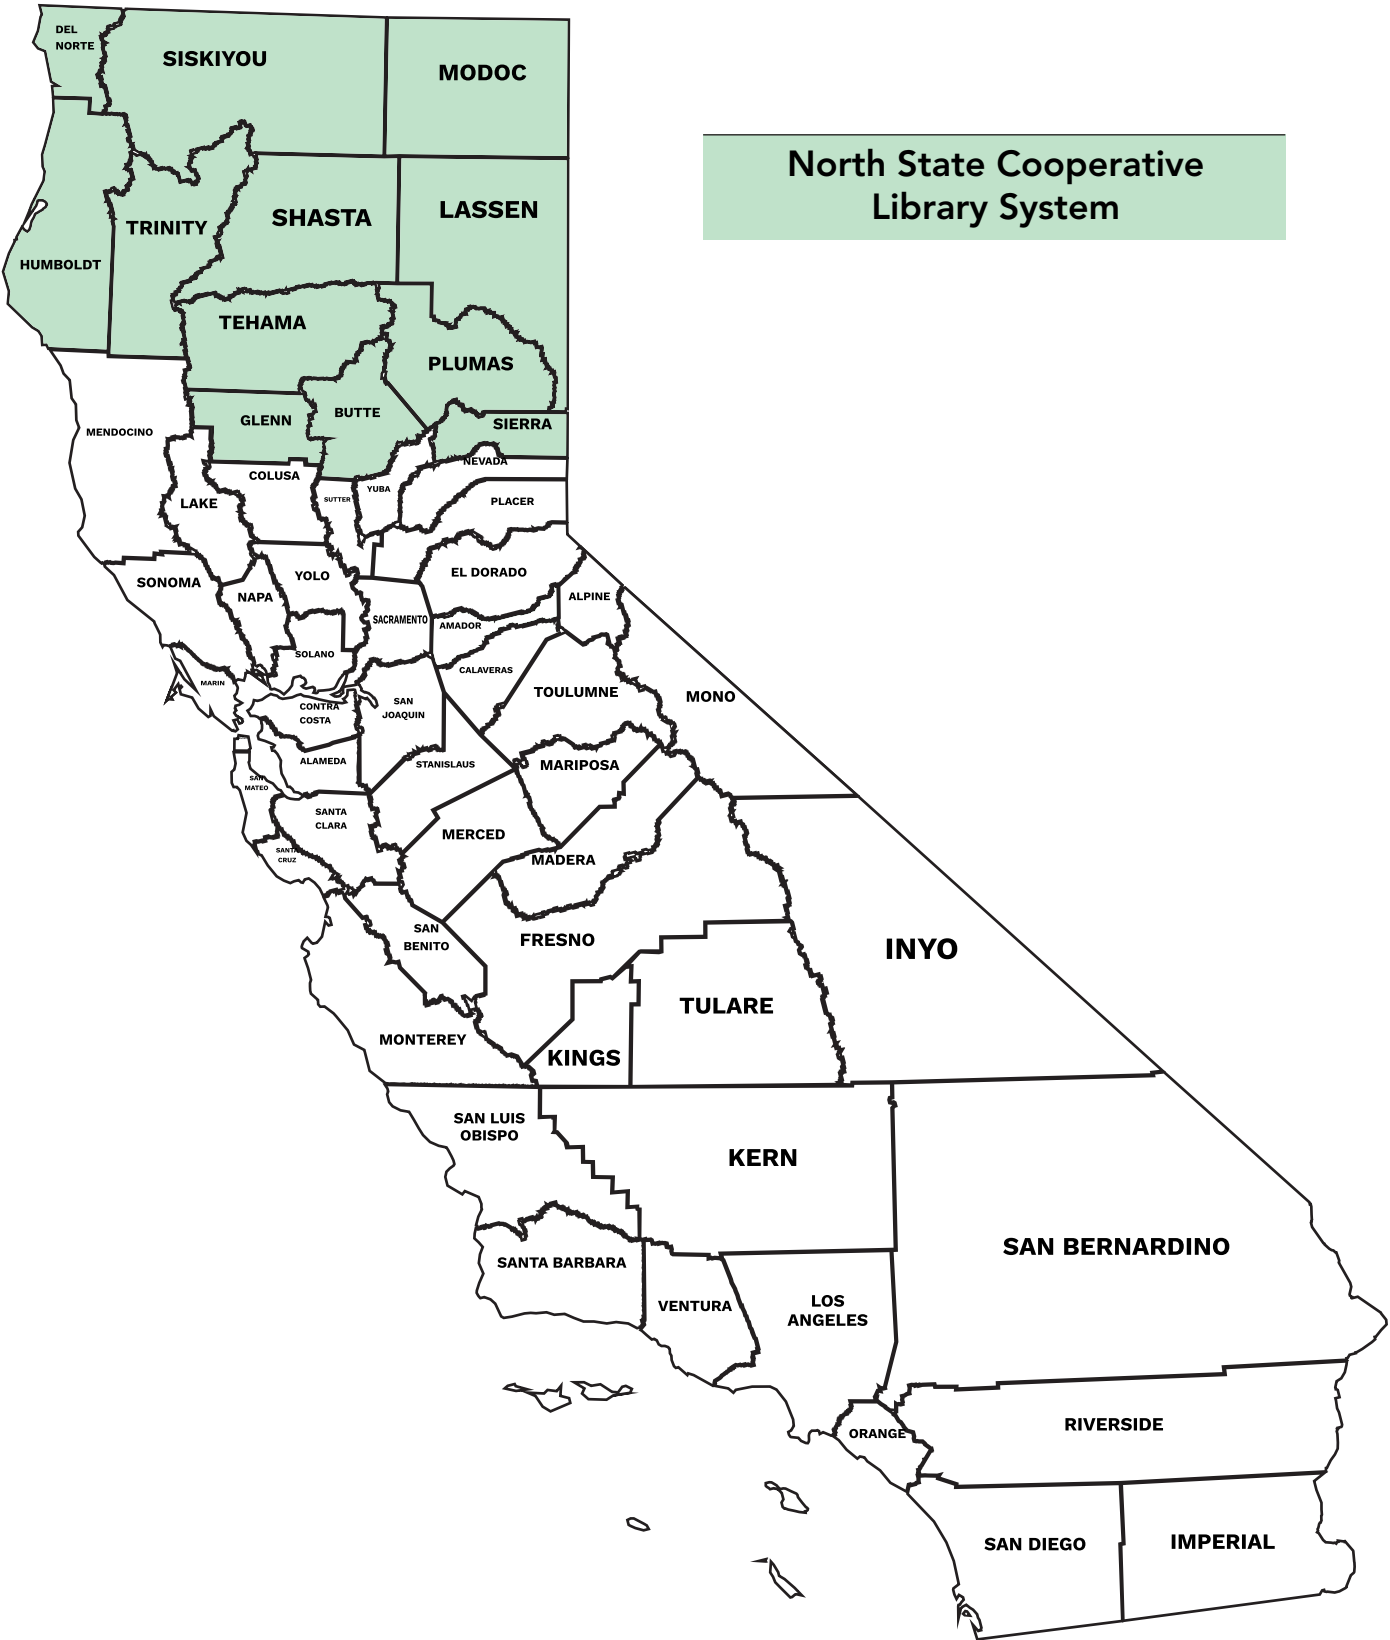 DEL
NORTE
SISKIYOU
MODOC
North State Cooperative
Library System
TRINITY
SHASTA
LASSEN
HUMBOLDT
TEHAMA
PLUMAS
GLENN
BUTTE
SIERRA
MENDOCINO
NEVADA
COLUSA
LAKE
SUTTER
YUBA
PLACER
SONOMA
NAPA
YOLO
EL DORADO
ALPINE
SACRAMENTO
AMADOR
SOLANO
CALAVERAS
MARIN
CONTRA
COSTA
SAN
JOAQUIN
TOULUMNE
MONO
ALAMEDA
STANISLAUS
MARIPOSA
SAN
MATEO
SANTA
CLARA
MERCED
SANTA
CRUZ
MADERA
SAN
BENITO
FRESNO
INYO
TULARE
MONTEREY
KINGS
SAN LUIS
OBISPO
KERN
SAN BERNARDINO
SANTA BARBARA
VENTURA
LOS
ANGELES
RIVERSIDE
ORANGE
SAN DIEGO
IMPERIAL